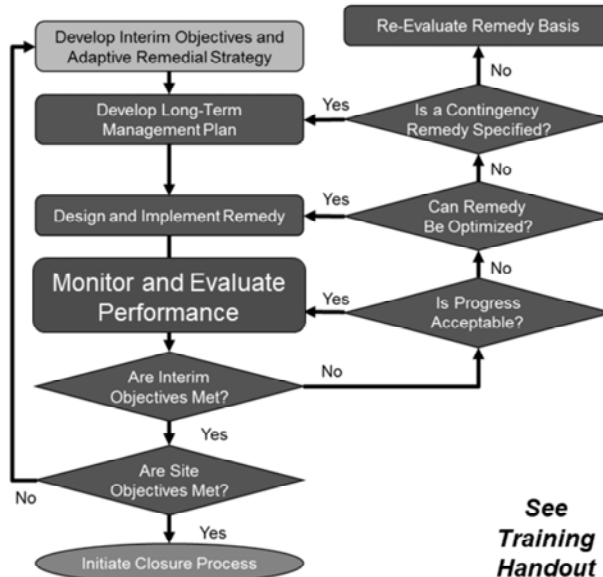 Develop Interim Objectives and
Adaptive Remedial Strategy
Re-Evaluate Remedy Basis
No
Develop Long-Term
Management Plan
Yes
Is a Contingency
Remedy Specified?
No
Design and Implement Remedy
Yes
Can Remedy
Be Optimized?
No
Monitor and Evaluate
Performance
Yes
Is Progress
Acceptable?
Are Interim
Objectives Met?
No
Yes
Are Site
Objectives Met?
No
Yes
Initiate Closure Process
See
Training
Handout